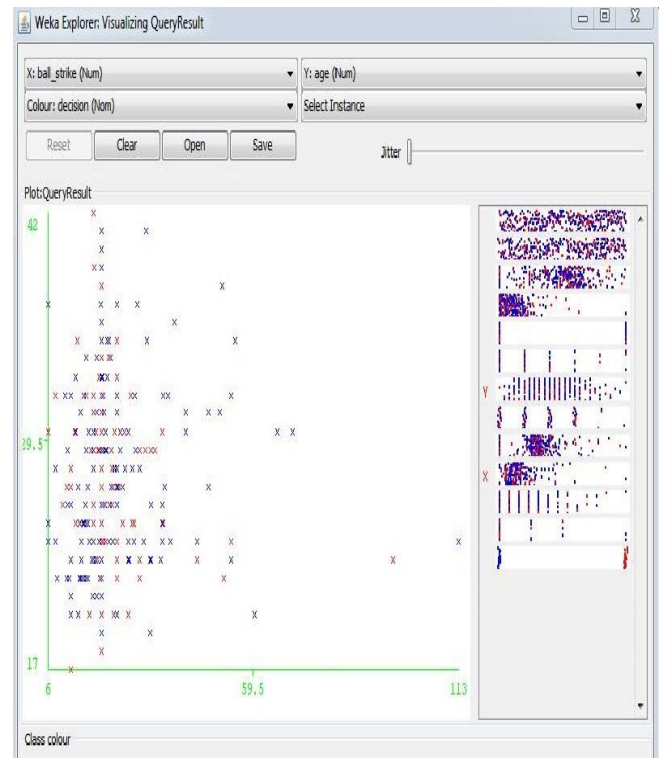 Weka Explorer: Visualizing QueryResult
X: ball_strike (Num) Y: age (Num)
Colour: decision (Nom) Select Instance
Reset Clear Open Save Jitter
Plot:QueryResult
42
Y
29.5
X
17
6 59.5 113
Class colour